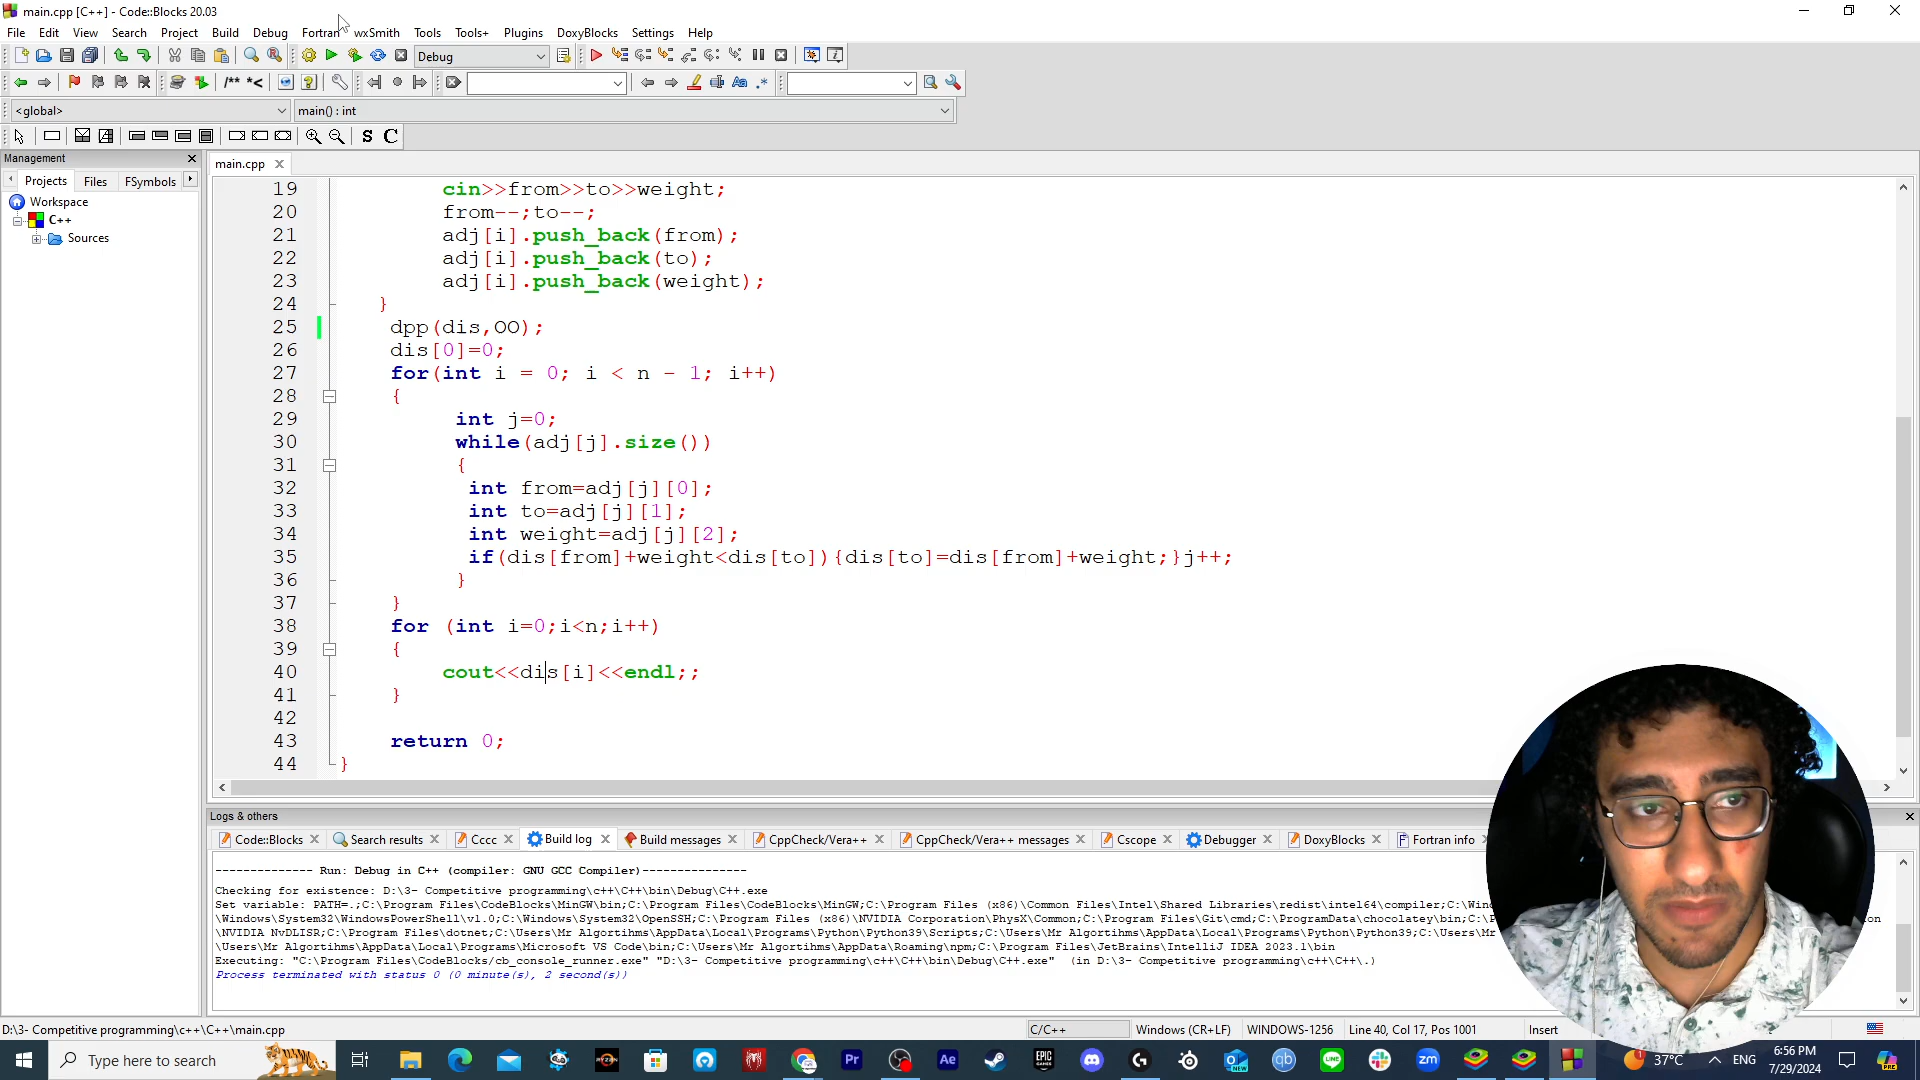 main.cpp [C++] - Code::Blocks 20.03
File Edit View Search Project Build Debug Fortran wxSmith Tools Tools+ Plugins DoxyBlocks Settings Help
Debug
/** *<
<global> main() : int
S C
Management
main.cpp
Projects Files FSymbols
Workspace
C++
Sources
19 cin>>from>>to>>weight;
20 from--;to--;
21 adj[i].push_back(from);
22 adj[i].push_back(to);
23 adj[i].push_back(weight);
24 }
25 dpp(dis,OO);
26 dis[0]=0;
27 for(int i = 0; i < n - 1; i++)
28 {
29 int j=0;
30 while(adj[j].size())
31 {
32 int from=adj[j][0];
33 int to=adj[j][1];
34 int weight=adj[j][2];
35 if(dis[from]+weight<dis[to]){dis[to]=dis[from]+weight;}j++;
36 }
37 }
38 for (int i=0;i<n;i++)
39 {
40 cout<<dis[i]<<endl;;
41 }
42
43 return 0;
44 }
Logs & others
Code::Blocks Search results Cccc Build log Build messages CppCheck/Vera++ CppCheck/Vera++ messages Cscope Debugger DoxyBlocks Fortran info
-------------- Run: Debug in C++ (compiler: GNU GCC Compiler)---------------
Checking for existence: D:\3- Competitive programming\c++\C++\bin\Debug\C++.exe
Set variable: PATH=.;C:\Program Files\CodeBlocks\MinGW\bin;C:\Program Files\CodeBlocks\MinGW;C:\Program Files (x86)\Common Files\Intel\Shared Libraries\redist\intel64\compiler;C:\Win
\Windows\System32\WindowsPowerShell\v1.0;C:\Windows\System32\OpenSSH;C:\Program Files (x86)\NVIDIA Corporation\PhysX\Common;C:\Program Files\Git\cmd;C:\ProgramData\chocolatey\bin;C:\P
\NVIDIA NvDLISR;C:\Program Files\dotnet;C:\Users\Mr Algortihms\AppData\Local\Programs\Python\Python39\Scripts;C:\Users\Mr Algortihms\AppData\Local\Programs\Python\Python39;C:\Users\Mr
\Users\Mr Algortihms\AppData\Local\Programs\Microsoft VS Code\bin;C:\Users\Mr Algortihms\AppData\Roaming\npm;C:\Program Files\JetBrains\IntelliJ IDEA 2023.1\bin
Executing: "C:\Program Files\CodeBlocks/cb_console_runner.exe" "D:\3- Competitive programming\c++\C++\bin\Debug\C++.exe" (in D:\3- Competitive programming\c++\C++\.)
Process terminated with status 0 (0 minute(s), 2 second(s))
D:\3- Competitive programming\c++\C++\main.cpp C/C++ Windows (CR+LF) WINDOWS-1256 Line 40, Col 17, Pos 1001 Insert
Type here to search 37°C ENG 6:56 PM
7/29/2024